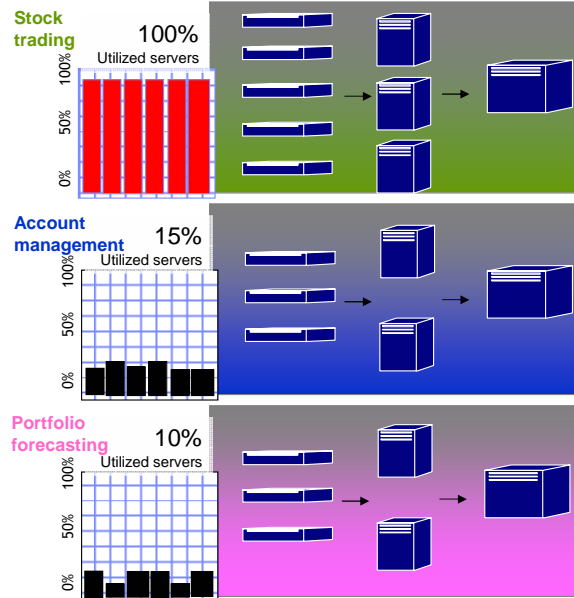 Stock
trading
100%
Utilized servers
100%
50%
0%
Account
management
15%
Utilized servers
100%
50%
0%
Portfolio
forecasting
10%
Utilized servers
100%
50%
0%